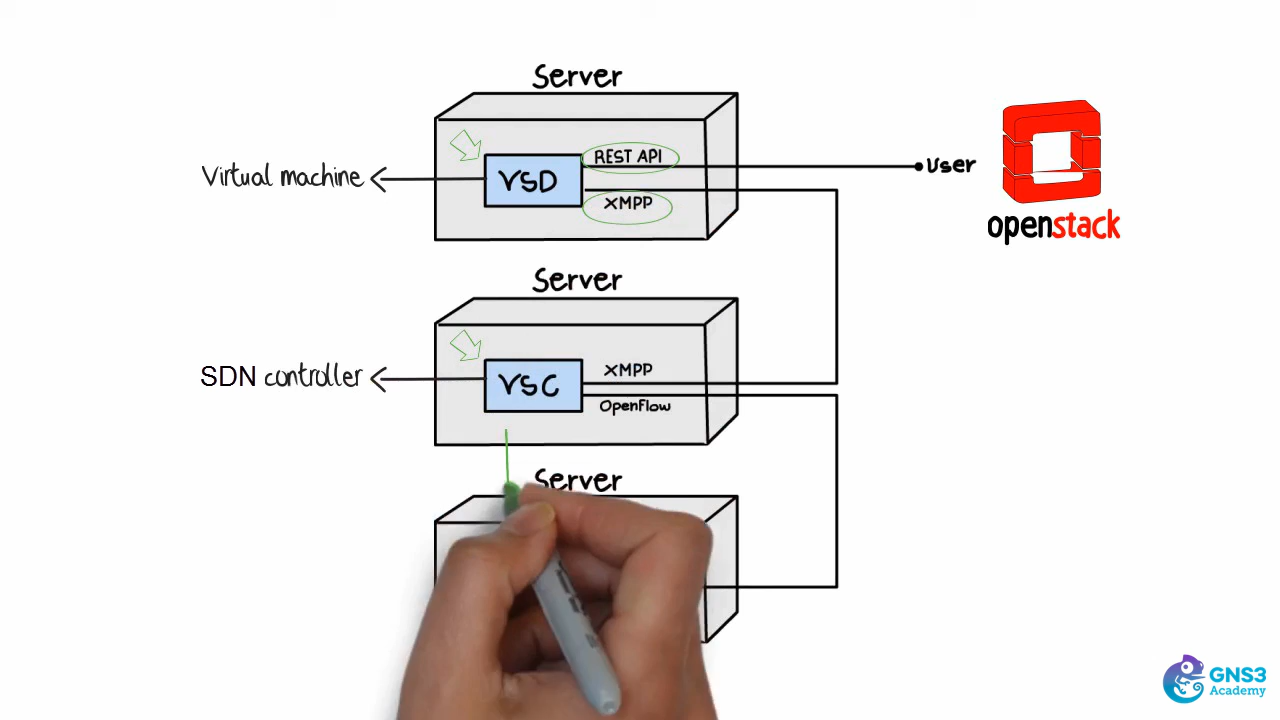 Server
Virtual machine
VSD
REST API
XMPP
User
openstack
Server
SDN controller
VSC
XMPP
OpenFlow
Server
GNS3
Academy